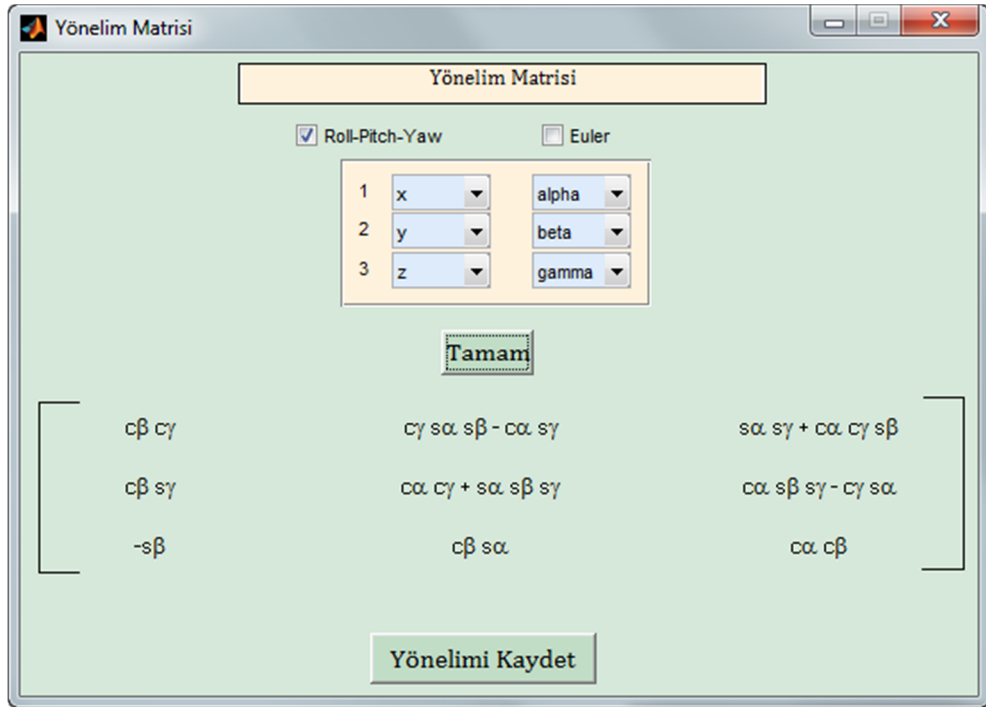 Yönelim Matrisi
Yönelim Matrisi
Roll-Pitch-Yaw Euler
1 x alpha
2 y beta
3 z gamma
Tamam
cβ cγ cγ sα sβ - cα sγ sα sγ + cα cγ sβ
cβ sγ cα cγ + sα sβ sγ cα sβ sγ - cγ sα
-sβ cβ sα cα cβ
Yönelimi Kaydet